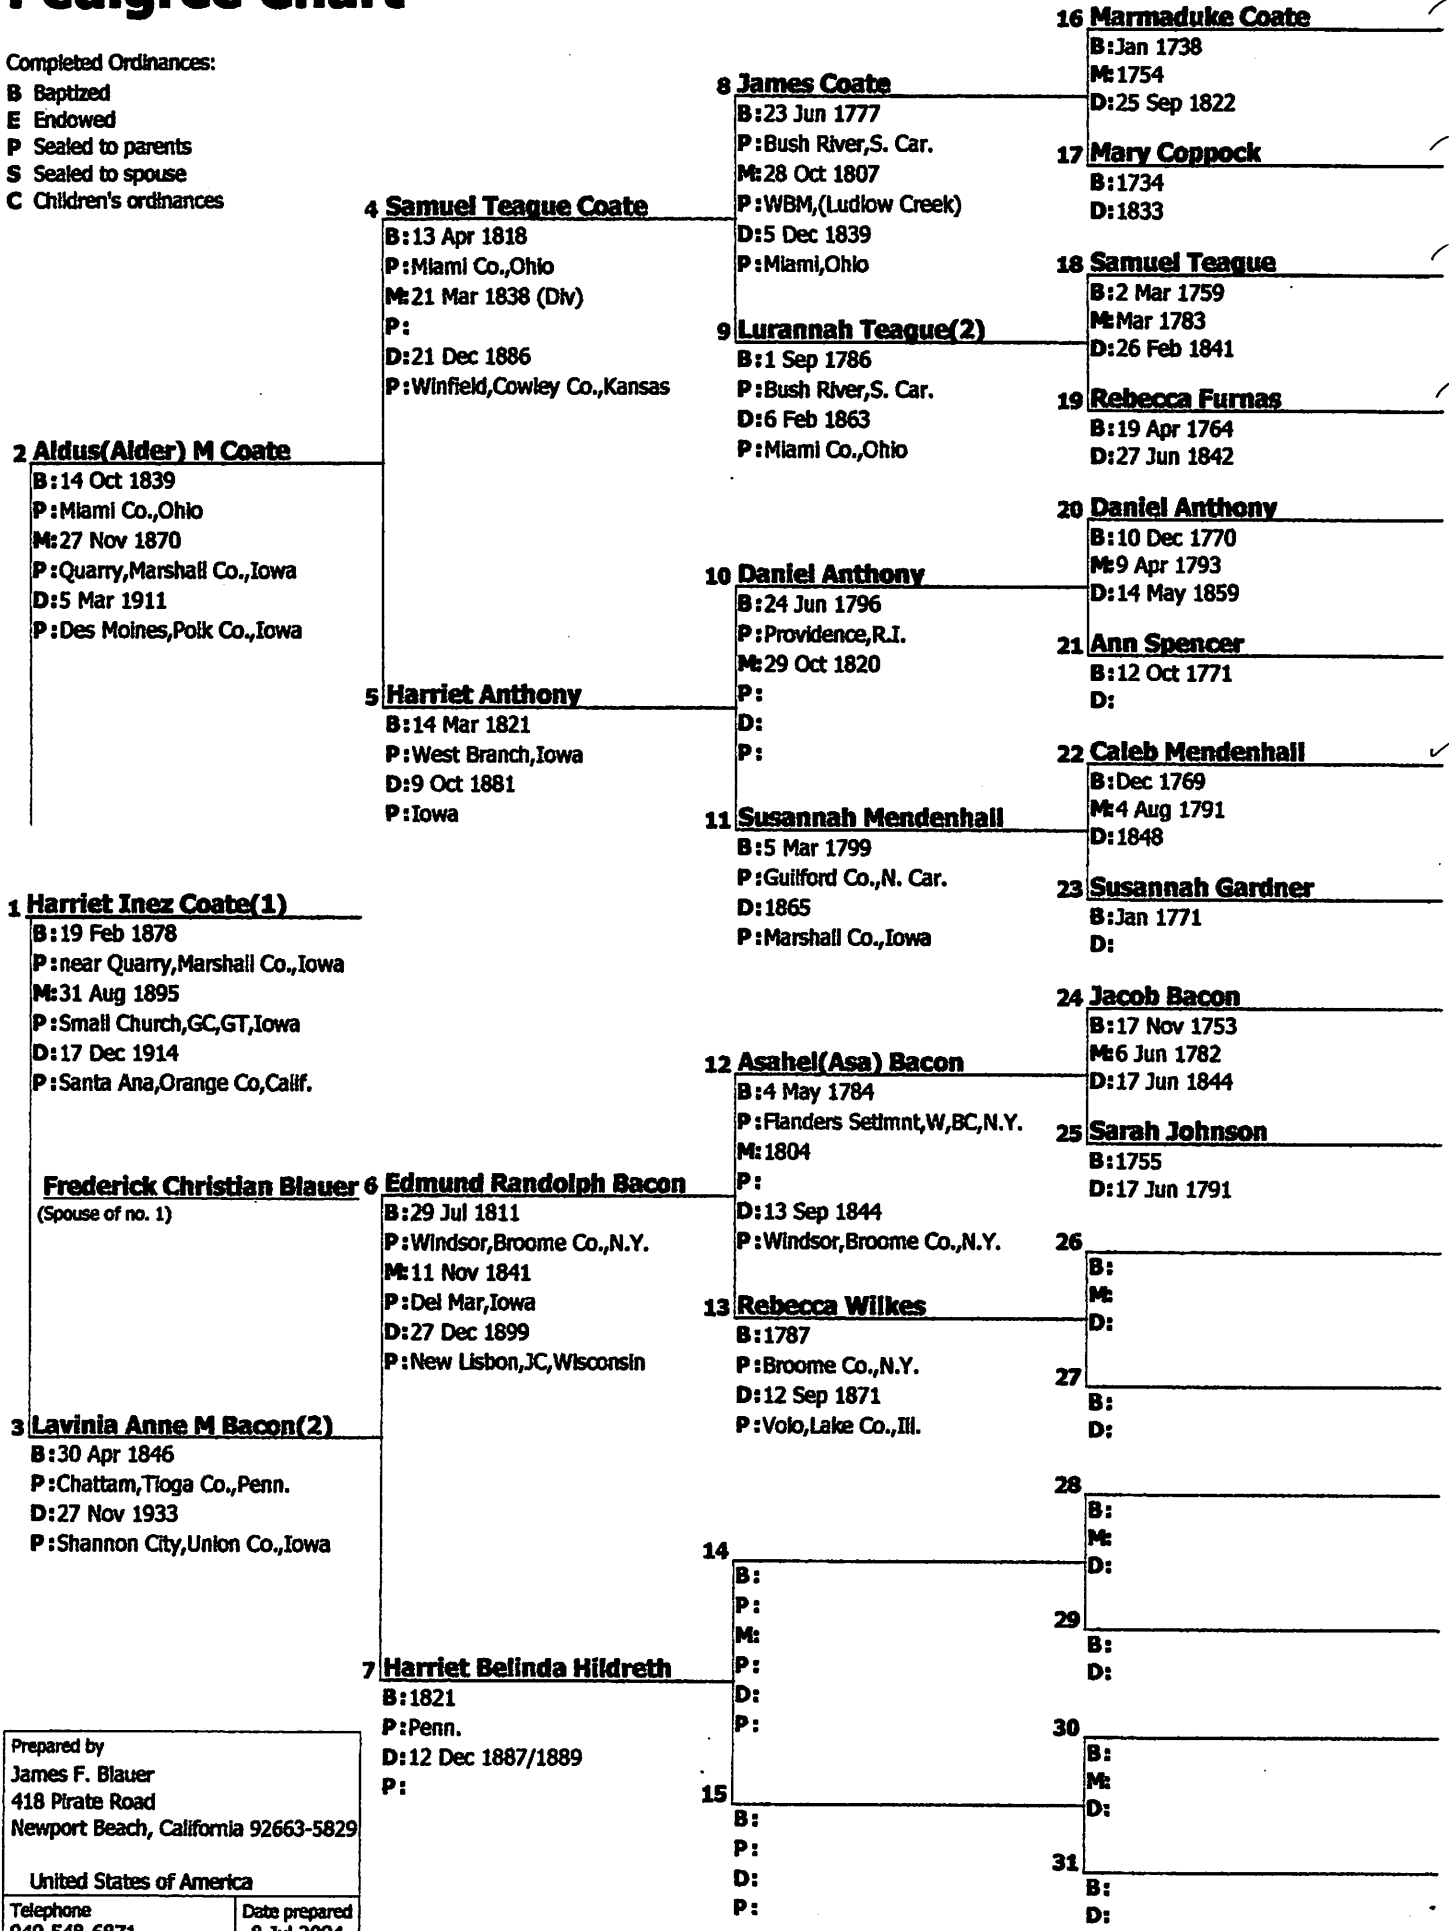 Pedigree Chart
Completed Ordinances:
B Baptized
E Endowed
P Sealed to parents
S Sealed to spouse
C Children's ordinances
2 Aldus(Alder) M Coate
B:14 Oct 1839
P:Miami Co.,Ohio
M:27 Nov 1870
P:Quarry,Marshall Co.,Iowa
D:5 Mar 1911
P:Des Moines,Polk Co.,Iowa
1 Harriet Inez Coate(1)
B:19 Feb 1878
P:near Quarry,Marshall Co.,Iowa
M:31 Aug 1895
P:Small Church,GC,GT,Iowa
D:17 Dec 1914
P:Santa Ana,Orange Co,Calif.
Frederick Christian Blauer
(Spouse of no. 1)
3 Lavinia Anne M Bacon(2)
B:30 Apr 1846
P:Chattam,Tioga Co.,Penn.
D:27 Nov 1933
P:Shannon City,Union Co.,Iowa
4 Samuel Teague Coate
B:13 Apr 1818
P:Miami Co.,Ohio
M:21 Mar 1838 (Div)
P:
D:21 Dec 1886
P:Winfield,Cowley Co.,Kansas
5 Harriet Anthony
B:14 Mar 1821
P:West Branch,Iowa
D:9 Oct 1881
P:Iowa
6 Edmund Randolph Bacon
B:29 Jul 1811
P:Windsor,Broome Co.,N.Y.
M:11 Nov 1841
P:Del Mar,Iowa
D:27 Dec 1899
P:New Lisbon,JC,Wisconsin
7 Harriet Belinda Hildreth
B:1821
P:Penn.
D:12 Dec 1887/1889
P:
8 James Coate
B:23 Jun 1777
P:Bush River,S. Car.
M:28 Oct 1807
P:WBM,(Ludlow Creek)
D:5 Dec 1839
P:Miami,Ohio
9 Lurannah Teague(2)
B:1 Sep 1786
P:Bush River,S. Car.
D:6 Feb 1863
P:Miami Co.,Ohio
10 Daniel Anthony
B:24 Jun 1796
P:Providence,R.I.
M:29 Oct 1820
P:
D:
P:
11 Susannah Mendenhall
B:5 Mar 1799
P:Guilford Co.,N. Car.
D:1865
P:Marshall Co.,Iowa
12 Asahel(Asa) Bacon
B:4 May 1784
P:Flanders Setlmnt,W,BC,N.Y.
M:1804
P:
D:13 Sep 1844
P:Windsor,Broome Co.,N.Y.
13 Rebecca Wilkes
B:1787
P:Broome Co.,N.Y.
D:12 Sep 1871
P:Volo,Lake Co.,Ill.
14
B:
P:
M:
P:
D:
P:
15
B:
P:
D:
P:
16 Marmaduke Coate
B:Jan 1738
M:1754
D:25 Sep 1822
17 Mary Coppock
B:1734
D:1833
18 Samuel Teague
B:2 Mar 1759
M:Mar 1783
D:26 Feb 1841
19 Rebecca Furnas
B:19 Apr 1764
D:27 Jun 1842
20 Daniel Anthony
B:10 Dec 1770
M:9 Apr 1793
D:14 May 1859
21 Ann Spencer
B:12 Oct 1771
D:
22 Caleb Mendenhall
B:Dec 1769
M:4 Aug 1791
D:1848
23 Susannah Gardner
B:Jan 1771
D:
24 Jacob Bacon
B:17 Nov 1753
M:6 Jun 1782
D:17 Jun 1844
25 Sarah Johnson
B:1755
D:17 Jun 1791
26
B:
M:
D:
27
B:
D:
28
B:
M:
D:
29
B:
D:
30
B:
M:
D:
31
B:
D:
Prepared by
James F. Blauer
418 Pirate Road
Newport Beach, California 92663-5829
United States of America
Telephone
949-548-6871
Date prepared
8 Jul 2004